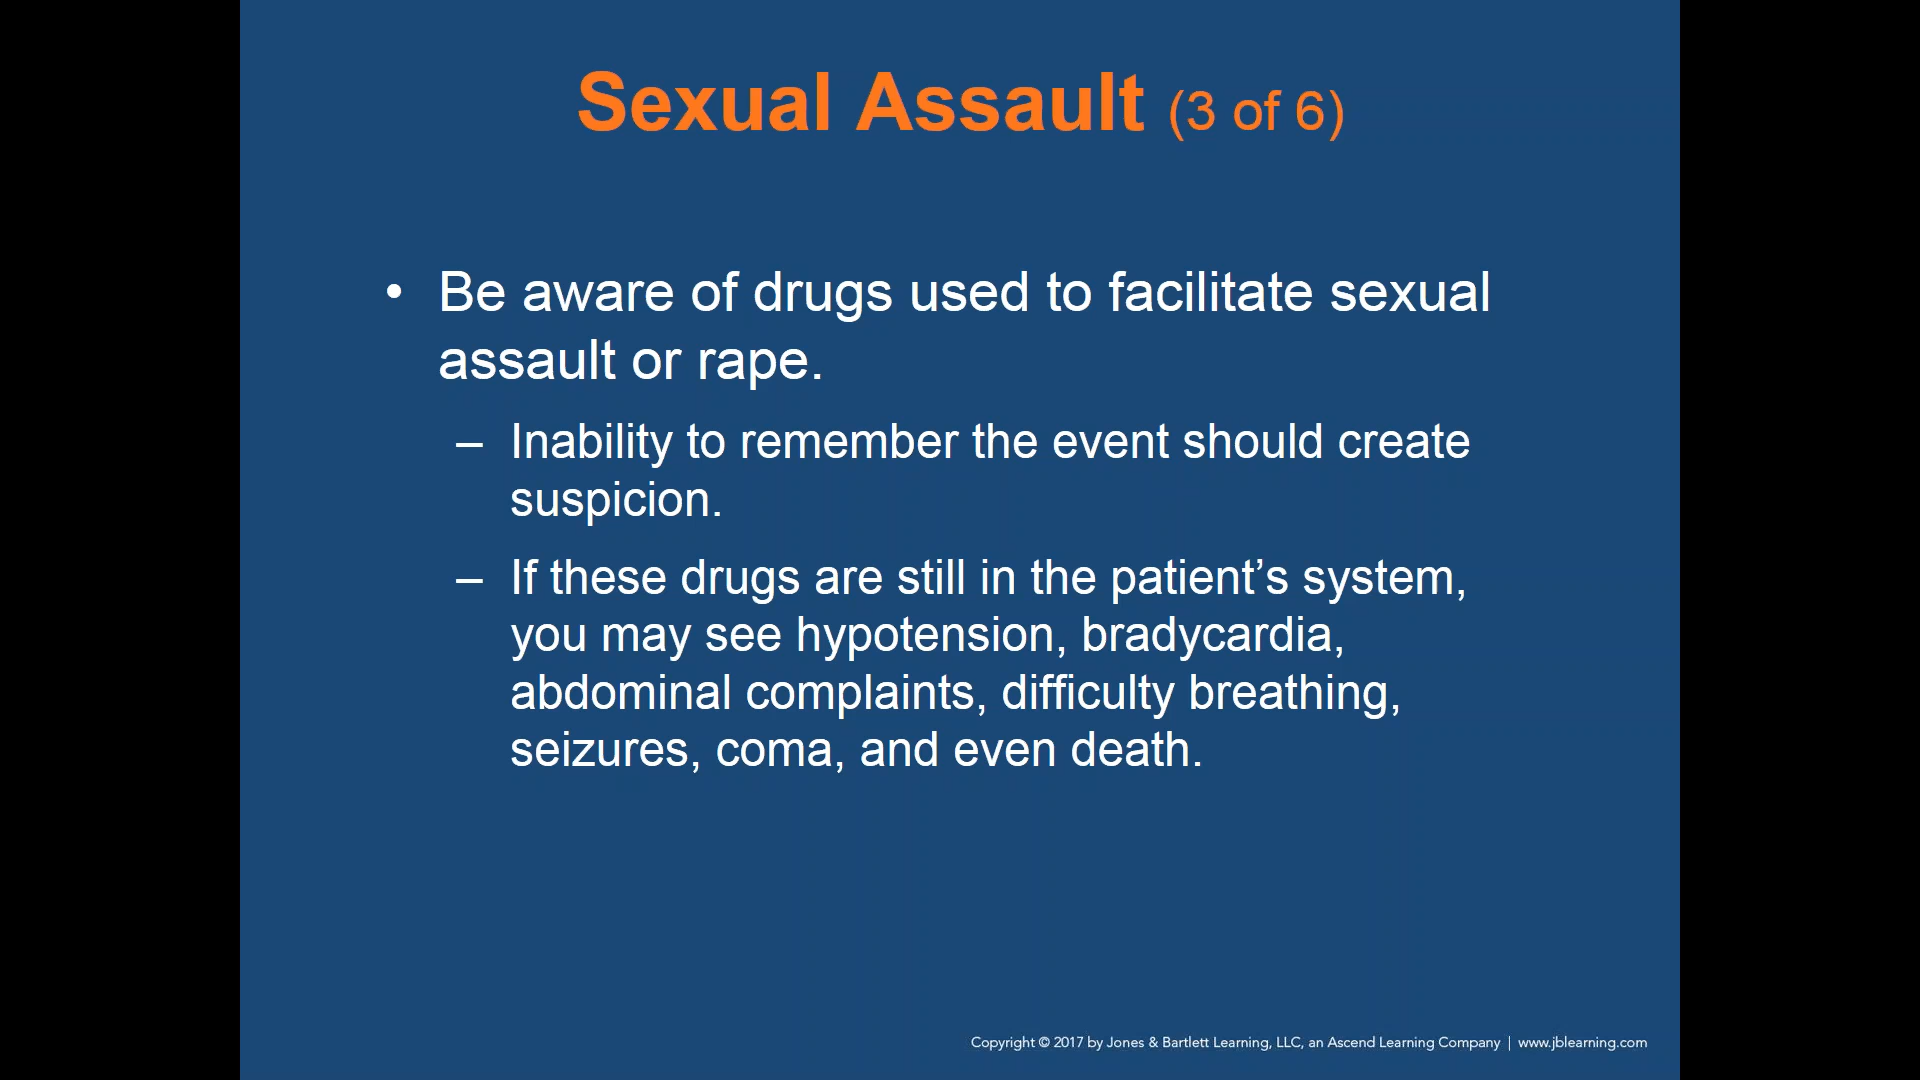 Sexual Assault (3 of 6)
• Be aware of drugs used to facilitate sexual
assault or rape.
– Inability to remember the event should create
suspicion.
– If these drugs are still in the patient’s system,
you may see hypotension, bradycardia,
abdominal complaints, difficulty breathing,
seizures, coma, and even death.
Copyright © 2017 by Jones & Bartlett Learning, LLC, an Ascend Learning Company | www.jblearning.com